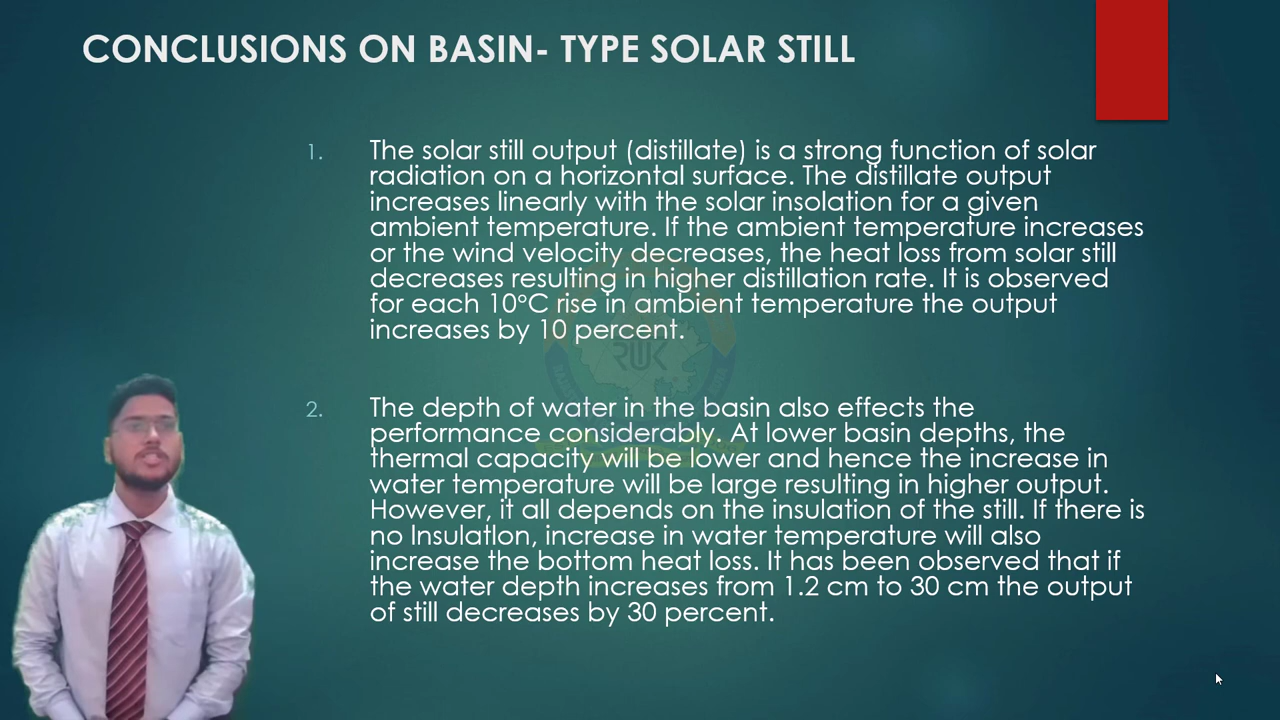 CONCLUSIONS ON BASIN- TYPE SOLAR STILL
1. The solar still output (distillate) is a strong function of solar
radiation on a horizontal surface. The distillate output
increases linearly with the solar insolation for a given
ambient temperature. If the ambient temperature increases
or the wind velocity decreases, the heat loss from solar still
decreases resulting in higher distillation rate. It is observed
for each 10°C rise in ambient temperature the output
increases by 10 percent.
2. The depth of water in the basin also effects the
performance considerably. At lower basin depths, the
thermal capacity will be lower and hence the increase in
water temperature will be large resulting in higher output.
However, it all depends on the insulation of the still. If there is
no Insulatlon, increase in water temperature will also
increase the bottom heat loss. It has been observed that if
the water depth increases from 1.2 cm to 30 cm the output
of still decreases by 30 percent.